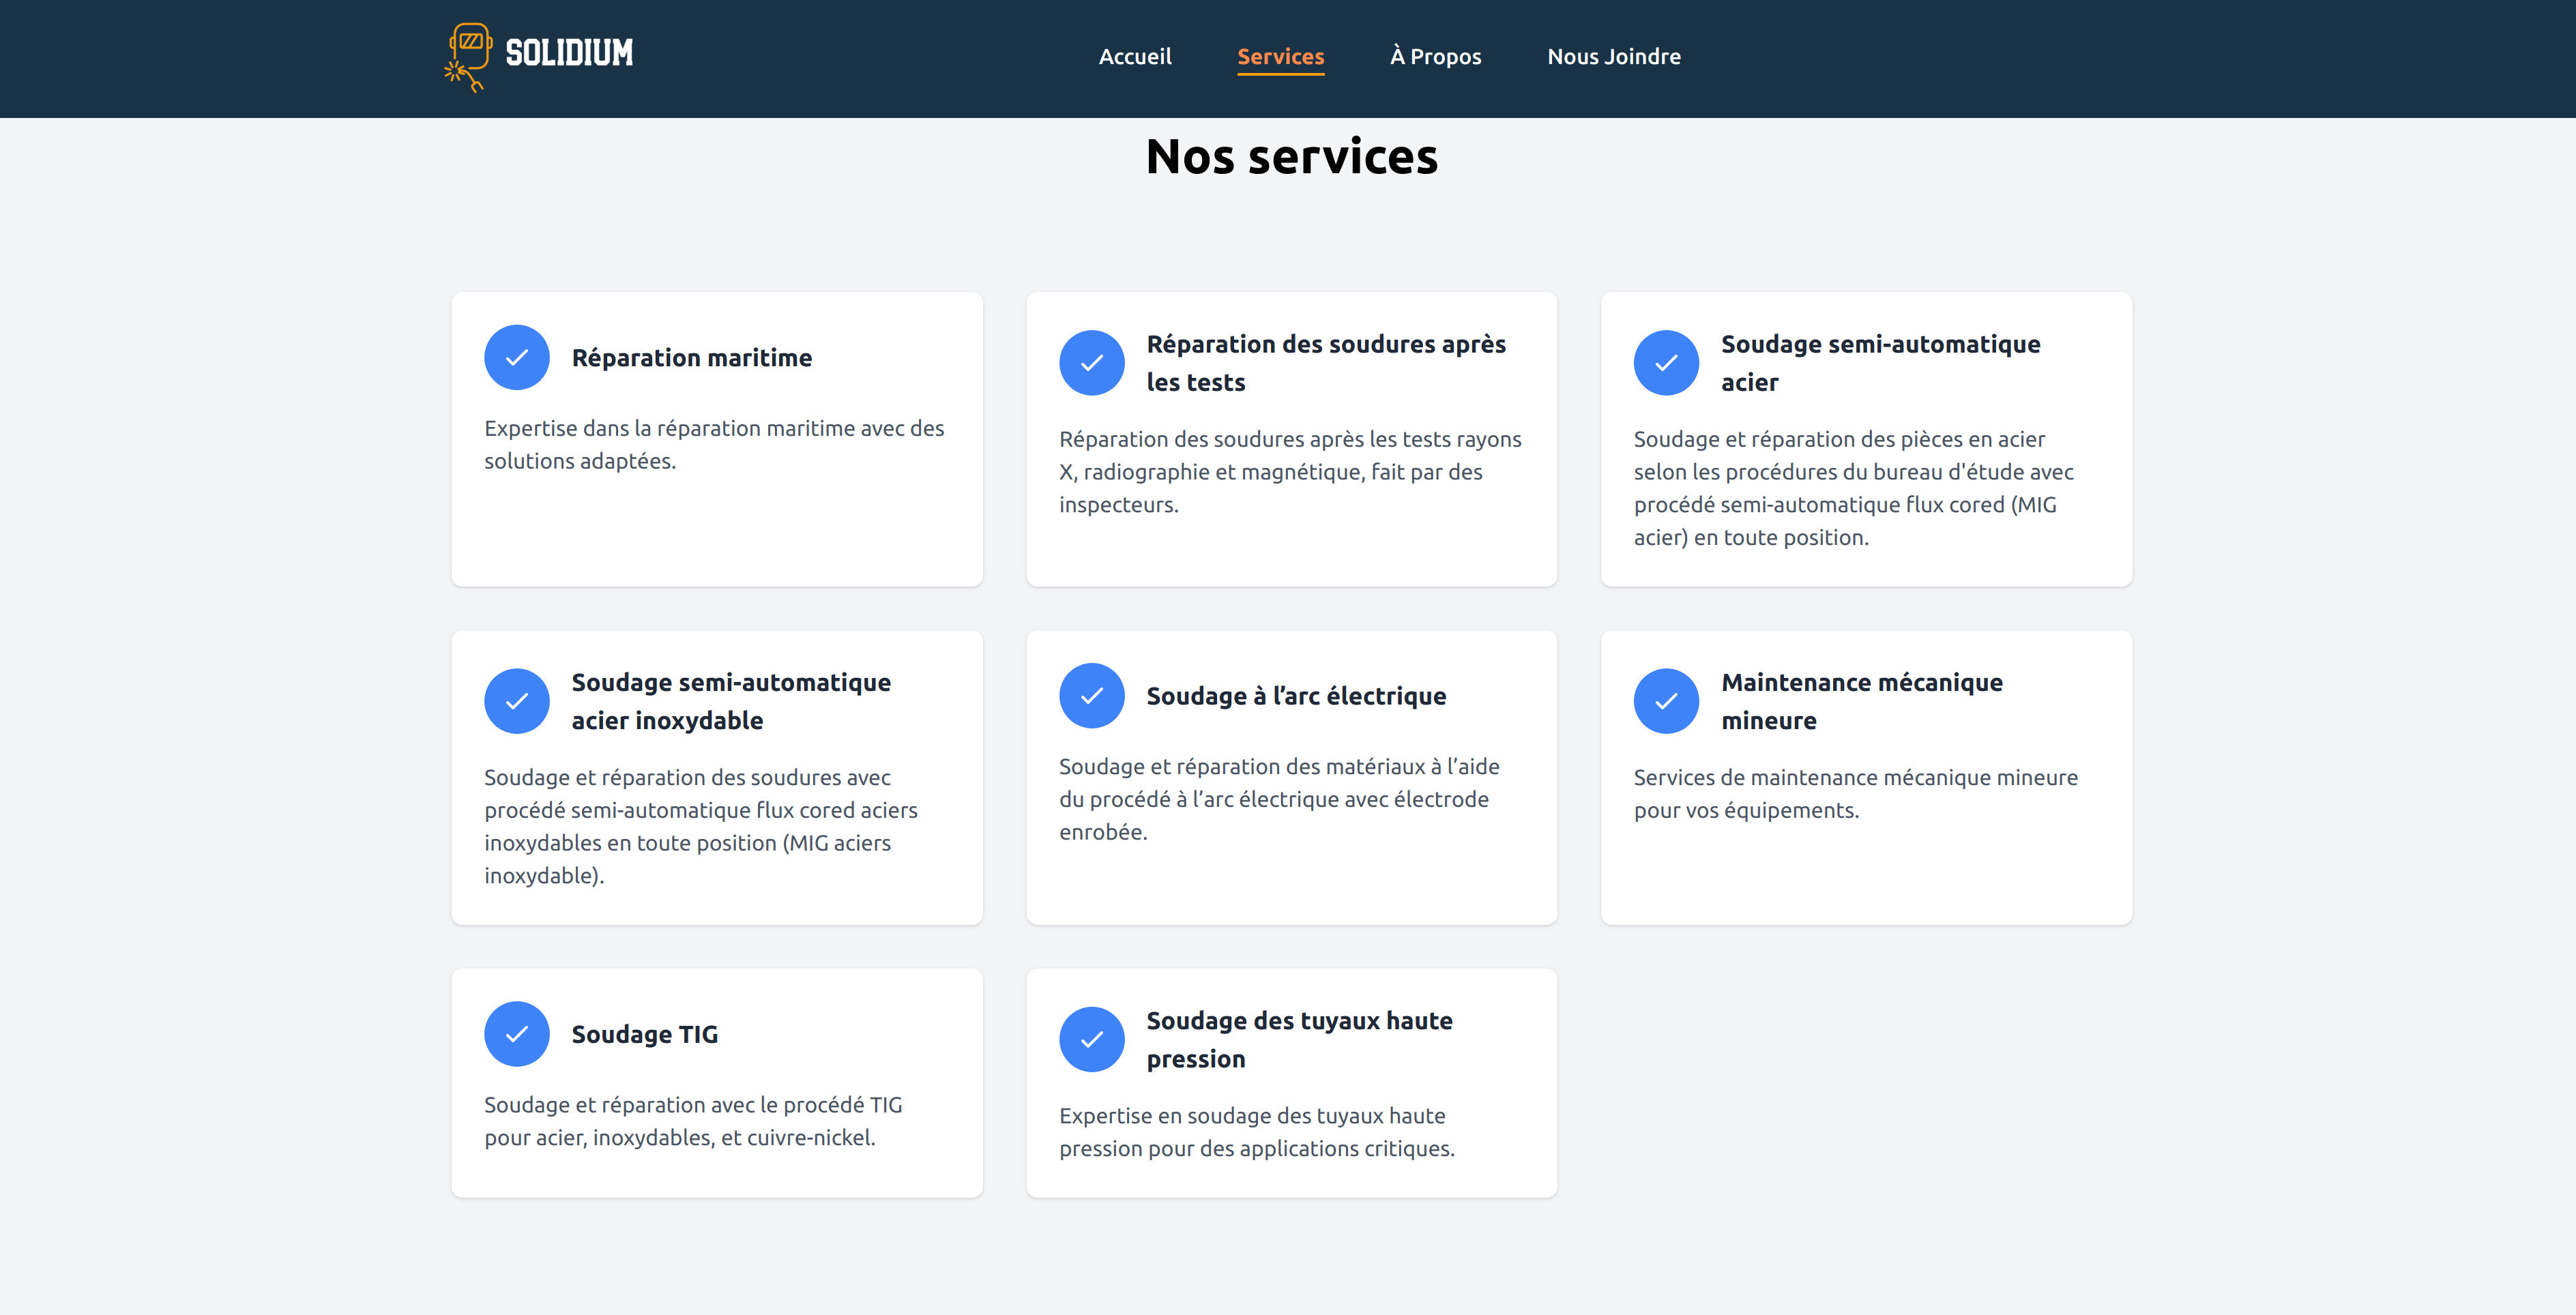 SOLIDIUM
Accueil
Services
À Propos
Nous Joindre
Nos services
Réparation maritime
Expertise dans la réparation maritime avec des
solutions adaptées.
Réparation des soudures après
les tests
Réparation des soudures après les tests rayons
X, radiographie et magnétique, fait par des
inspecteurs.
Soudage semi-automatique
acier
Soudage et réparation des pièces en acier
selon les procédures du bureau d'étude avec
procédé semi-automatique flux cored (MIG
acier) en toute position.
Soudage semi-automatique
acier inoxydable
Soudage et réparation des soudures avec
procédé semi-automatique flux cored aciers
inoxydables en toute position (MIG aciers
inoxydable).
Soudage à l’arc électrique
Soudage et réparation des matériaux à l’aide
du procédé à l’arc électrique avec électrode
enrobée.
Maintenance mécanique
mineure
Services de maintenance mécanique mineure
pour vos équipements.
Soudage TIG
Soudage et réparation avec le procédé TIG
pour acier, inoxydables, et cuivre-nickel.
Soudage des tuyaux haute
pression
Expertise en soudage des tuyaux haute
pression pour des applications critiques.